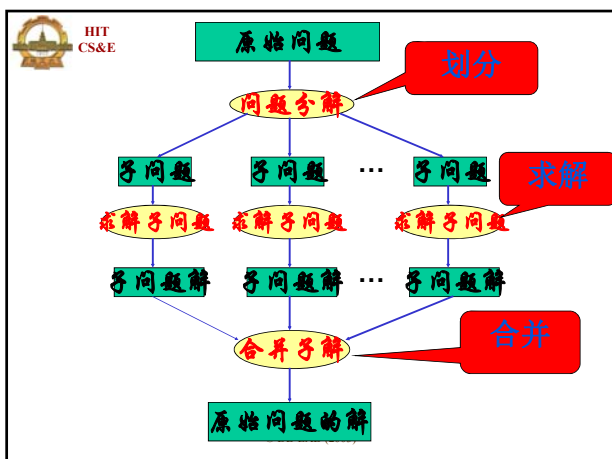 HIT
CS&E
原始问题
划分
问题分解
子问题 子问题 … 子问题
求解
求解子问题 求解子问题 求解子问题
子问题解 子问题解 … 子问题解
合并
合并子解
原始问题的解